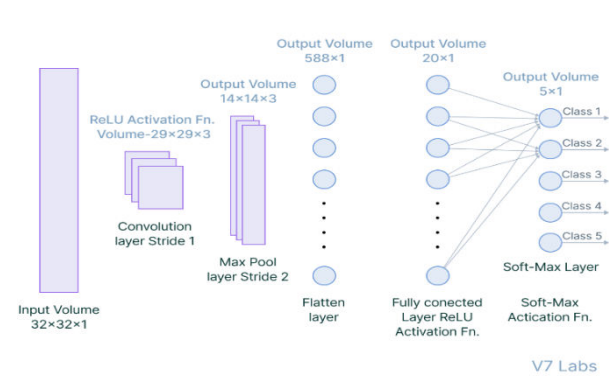 Output Volume
588×1
Output Volume
20×1
Output Volume
5×1
Output Volume
14×14×3
ReLU Activation Fn.
Volume-29×29×3
Class 1
Class 2
Class 3
Class 4
Class 5
Convolution
layer Stride 1
Max Pool
layer Stride 2
Soft-Max Layer
Input Volume
32×32×1
Flatten
layer
Fully conected
Layer ReLU
Activation Fn.
Soft-Max
Actication Fn.
V7 Labs